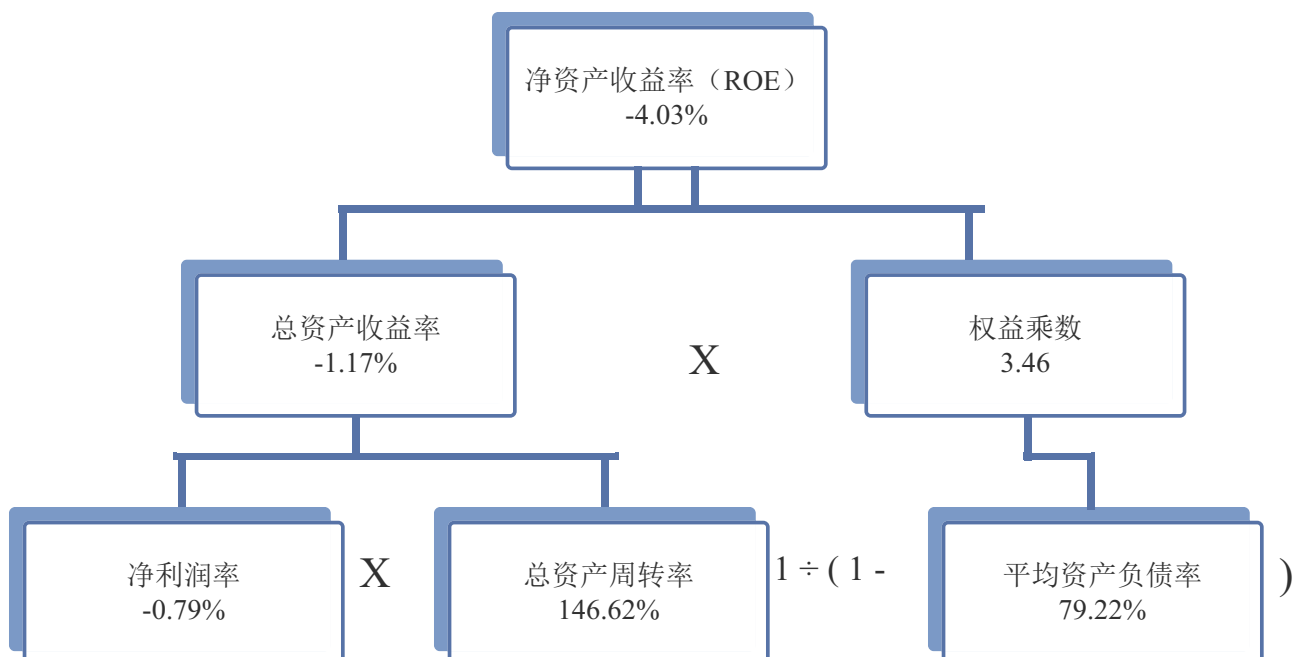 净资产收益率（ROE）
-4.03%
总资产收益率
-1.17%
X
权益乘数
3.46
净利润率
-0.79%
X
总资产周转率
146.62%
1 ÷ ( 1 -
平均资产负债率
79.22%
)